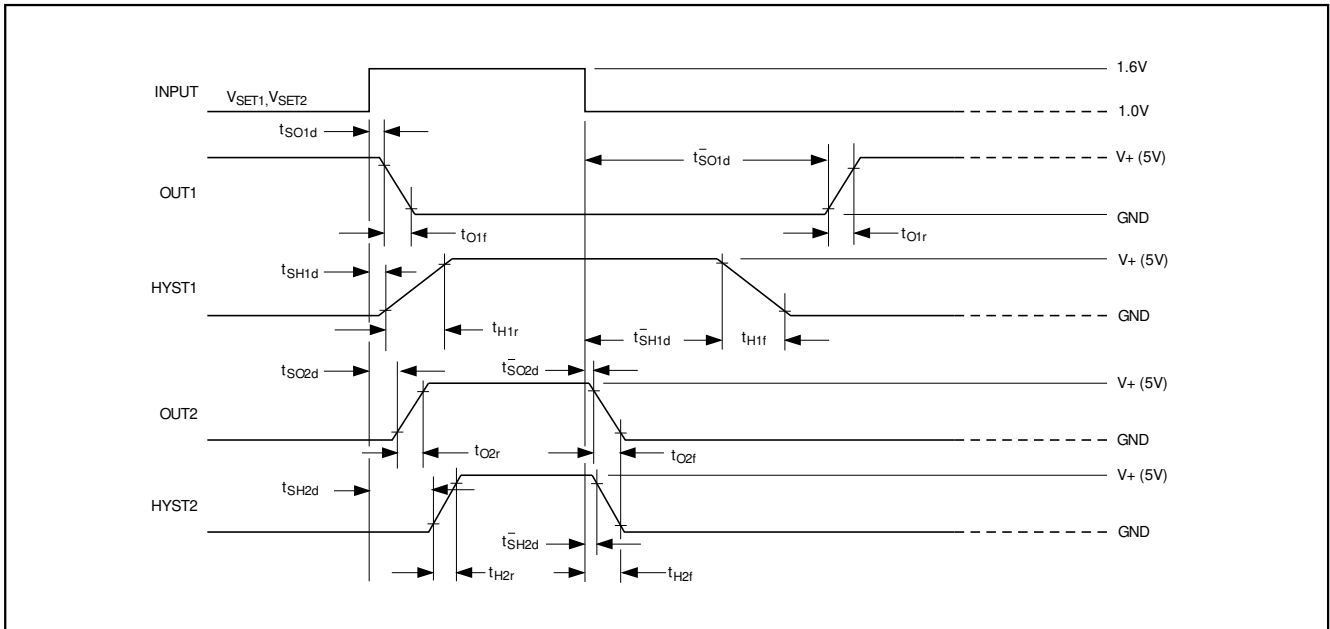 1.6V
INPUT
VSET1,VSET2
1.0V
tSO1d
t̅SO1d
V+ (5V)
OUT1
GND
tO1f
tO1r
tSH1d
V+ (5V)
HYST1
GND
tH1r
t̅SH1d
tH1f
tSO2d
t̅SO2d
V+ (5V)
OUT2
GND
tO2r
tO2f
tSH2d
V+ (5V)
HYST2
GND
t̅SH2d
tH2r
tH2f